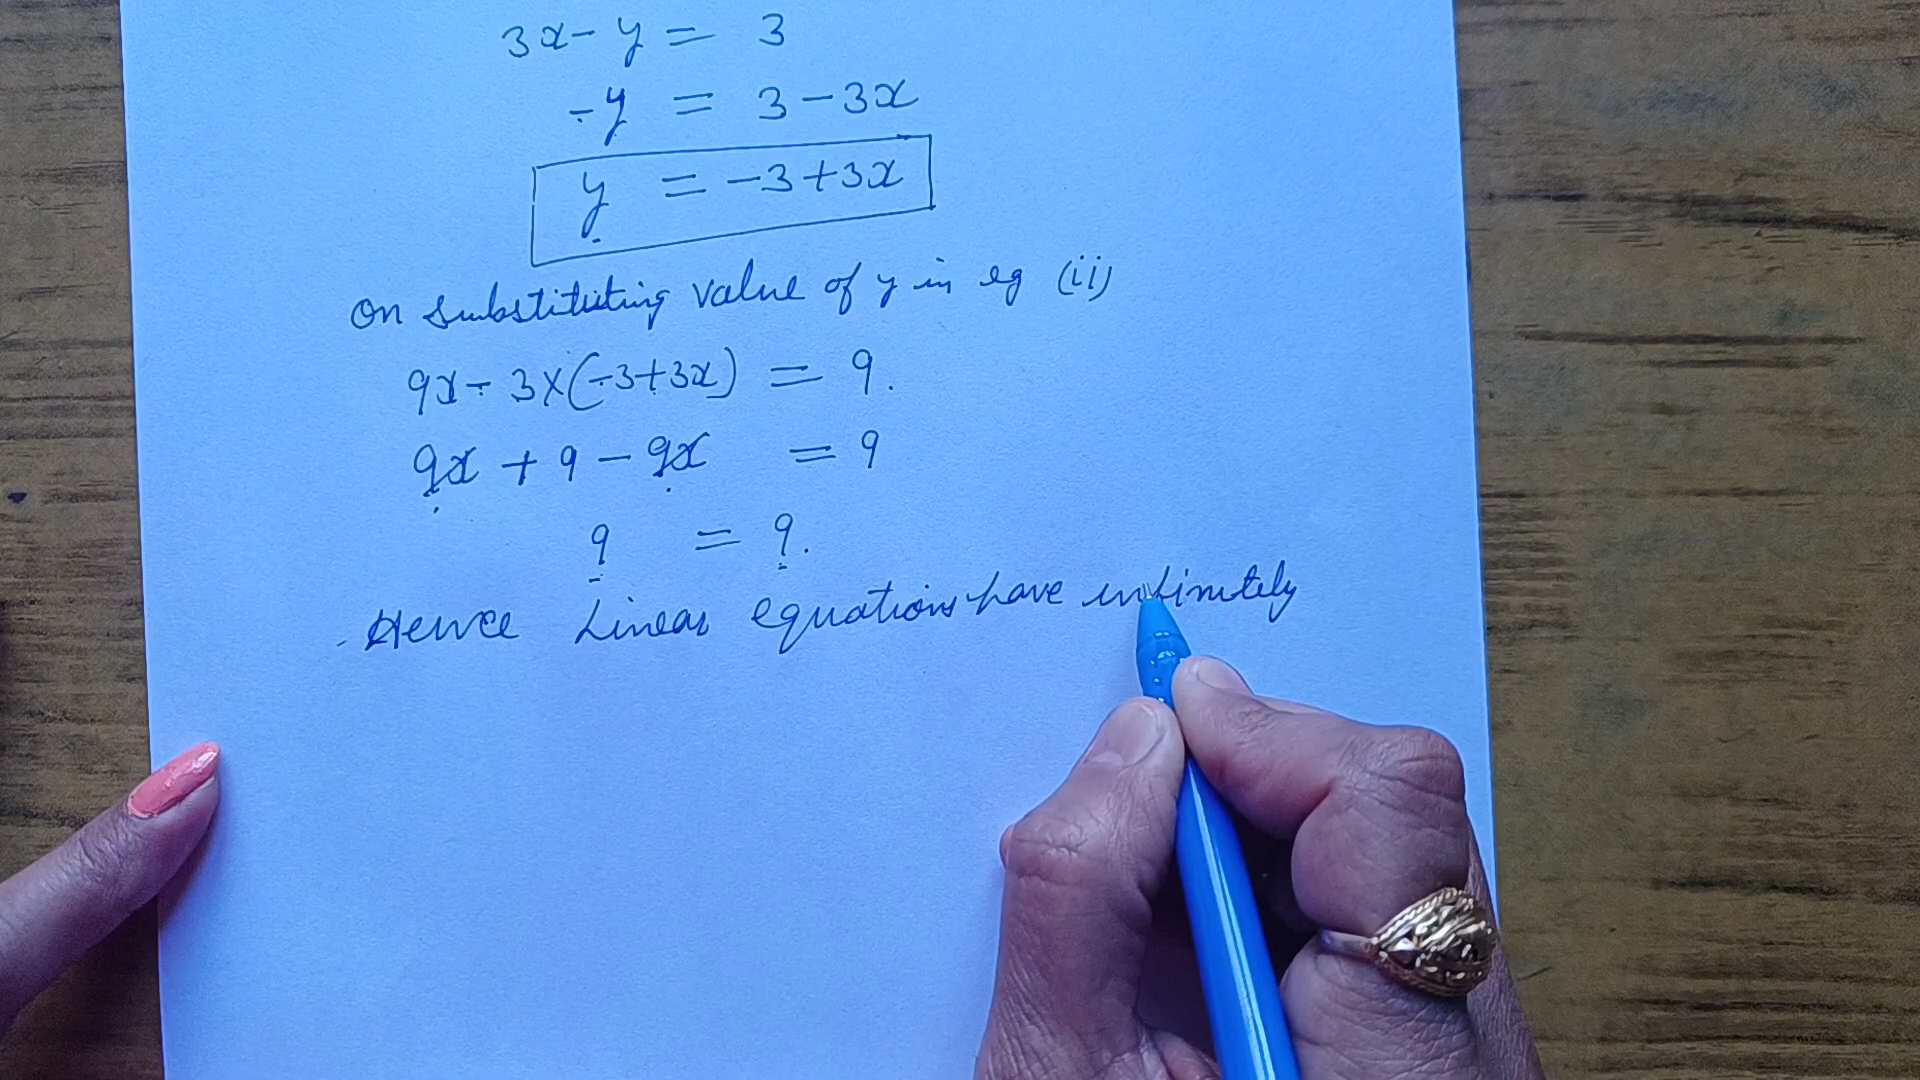 3x - y = 3
-y = 3 - 3x
y = -3 + 3x
On substituting value of y in eq (ii)
9x - 3x(-3+3x) = 9.
9x + 9 - 9x = 9
9 = 9.
Hence Linear equations have infinitely